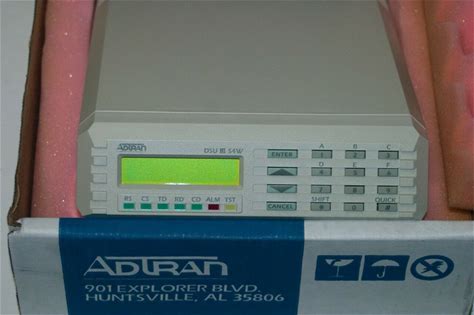 ADTRAN DSU III S4W
ENTER 1 2 3
A B C
D E F
4 5 6
7 8 9
SHIFT QUICK
CANCEL 0 #
RS CS TD RD CD ALM TST
ADTRAN
901 EXPLORER BLVD.
HUNTSVILLE, AL 35806